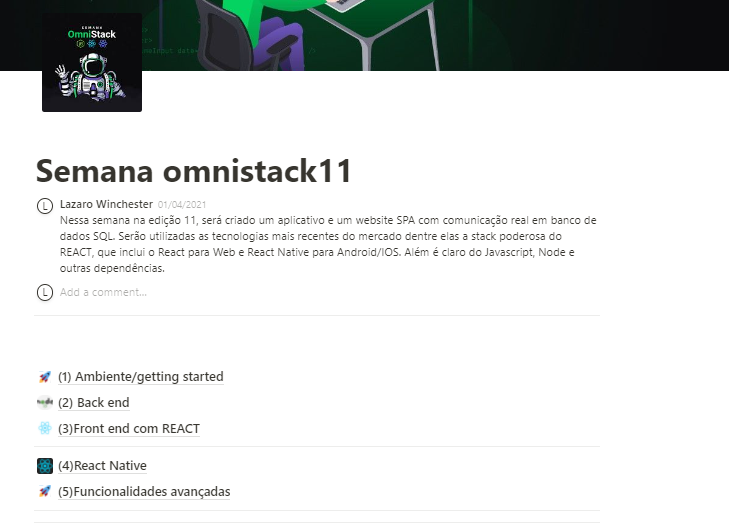 SEMANA
OmniStack
Semana omnistack11
L
Lazaro Winchester 01/04/2021
Nessa semana na edição 11, será criado um aplicativo e um website SPA com comunicação real em banco de
dados SQL. Serão utilizadas as tecnologias mais recentes do mercado dentre elas a stack poderosa do
REACT, que inclui o React para Web e React Native para Android/IOS. Além é claro do Javascript, Node e
outras dependências.
L
Add a comment...
(1) Ambiente/getting started
(2) Back end
(3)Front end com REACT
(4)React Native
(5)Funcionalidades avançadas